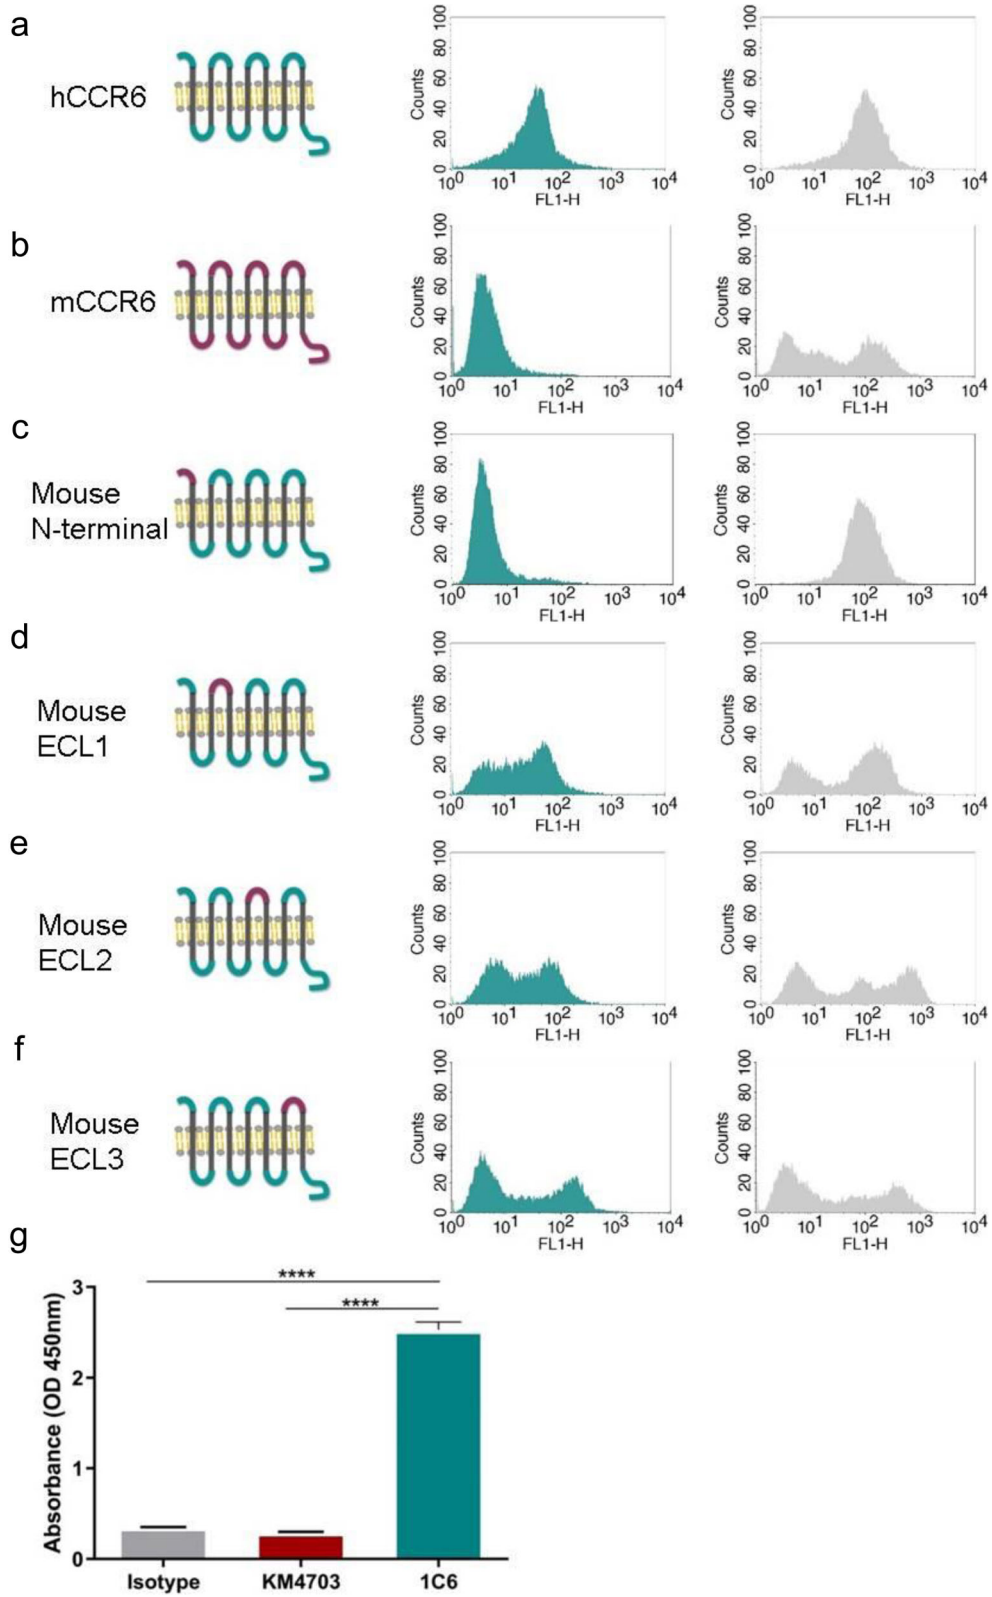 a
hCCR6
100
80
60
40
20
0
Counts
10⁰ 10¹ 10² 10³ 10⁴
FL1-H
100
80
60
40
20
0
Counts
10⁰ 10¹ 10² 10³ 10⁴
FL1-H
b
mCCR6
100
80
60
40
20
0
Counts
10⁰ 10¹ 10² 10³ 10⁴
FL1-H
100
80
60
40
20
0
Counts
10⁰ 10¹ 10² 10³ 10⁴
FL1-H
c
Mouse
N-terminal
100
80
60
40
20
0
Counts
10⁰ 10¹ 10² 10³ 10⁴
FL1-H
100
80
60
40
20
0
Counts
10⁰ 10¹ 10² 10³ 10⁴
FL1-H
d
Mouse
ECL1
100
80
60
40
20
0
Counts
10⁰ 10¹ 10² 10³ 10⁴
FL1-H
100
80
60
40
20
0
Counts
10⁰ 10¹ 10² 10³ 10⁴
FL1-H
e
Mouse
ECL2
100
80
60
40
20
0
Counts
10⁰ 10¹ 10² 10³ 10⁴
FL1-H
100
80
60
40
20
0
Counts
10⁰ 10¹ 10² 10³ 10⁴
FL1-H
f
Mouse
ECL3
100
80
60
40
20
0
Counts
10⁰ 10¹ 10² 10³ 10⁴
FL1-H
100
80
60
40
20
0
Counts
10⁰ 10¹ 10² 10³ 10⁴
FL1-H
g
****
****
3
2
1
0
Absorbance (OD 450nm)
Isotype KM4703 1C6